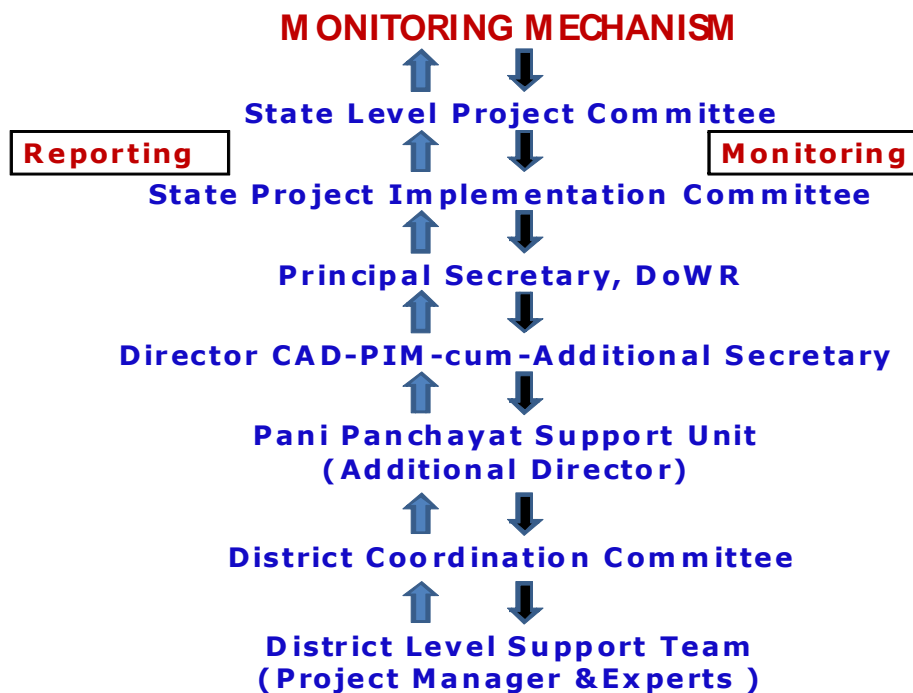 MONITORING MECHANISM
State Level Project Committee
Reporting
Monitoring
State Project Implementation Committee
Principal Secretary, DoWR
Director CAD-PIM-cum-Additional Secretary
Pani Panchayat Support Unit
(Additional Director)
District Coordination Committee
District Level Support Team
(Project Manager &Experts )